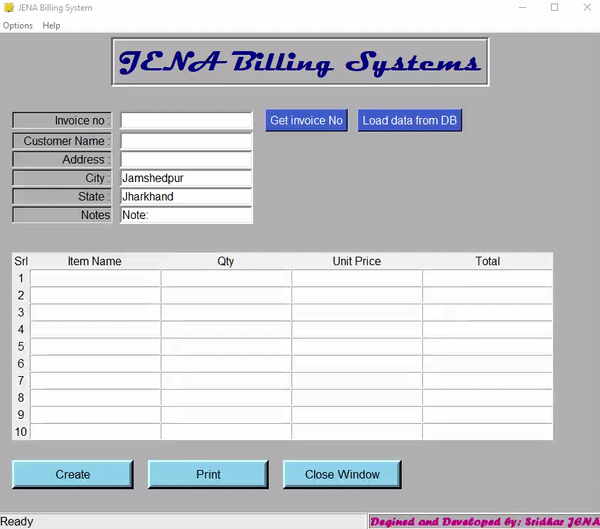 JENA Billing System
Options Help
JENA Billing Systems
Invoice no : Get invoice No Load data from DB
Customer Name :
Address :
City : Jamshedpur
State : Jharkhand
Notes Note:
Srl Item Name Qty Unit Price Total
1
2
3
4
5
6
7
8
9
10
Create Print Close Window
Ready Degined and Developed by: Sridhar JENA